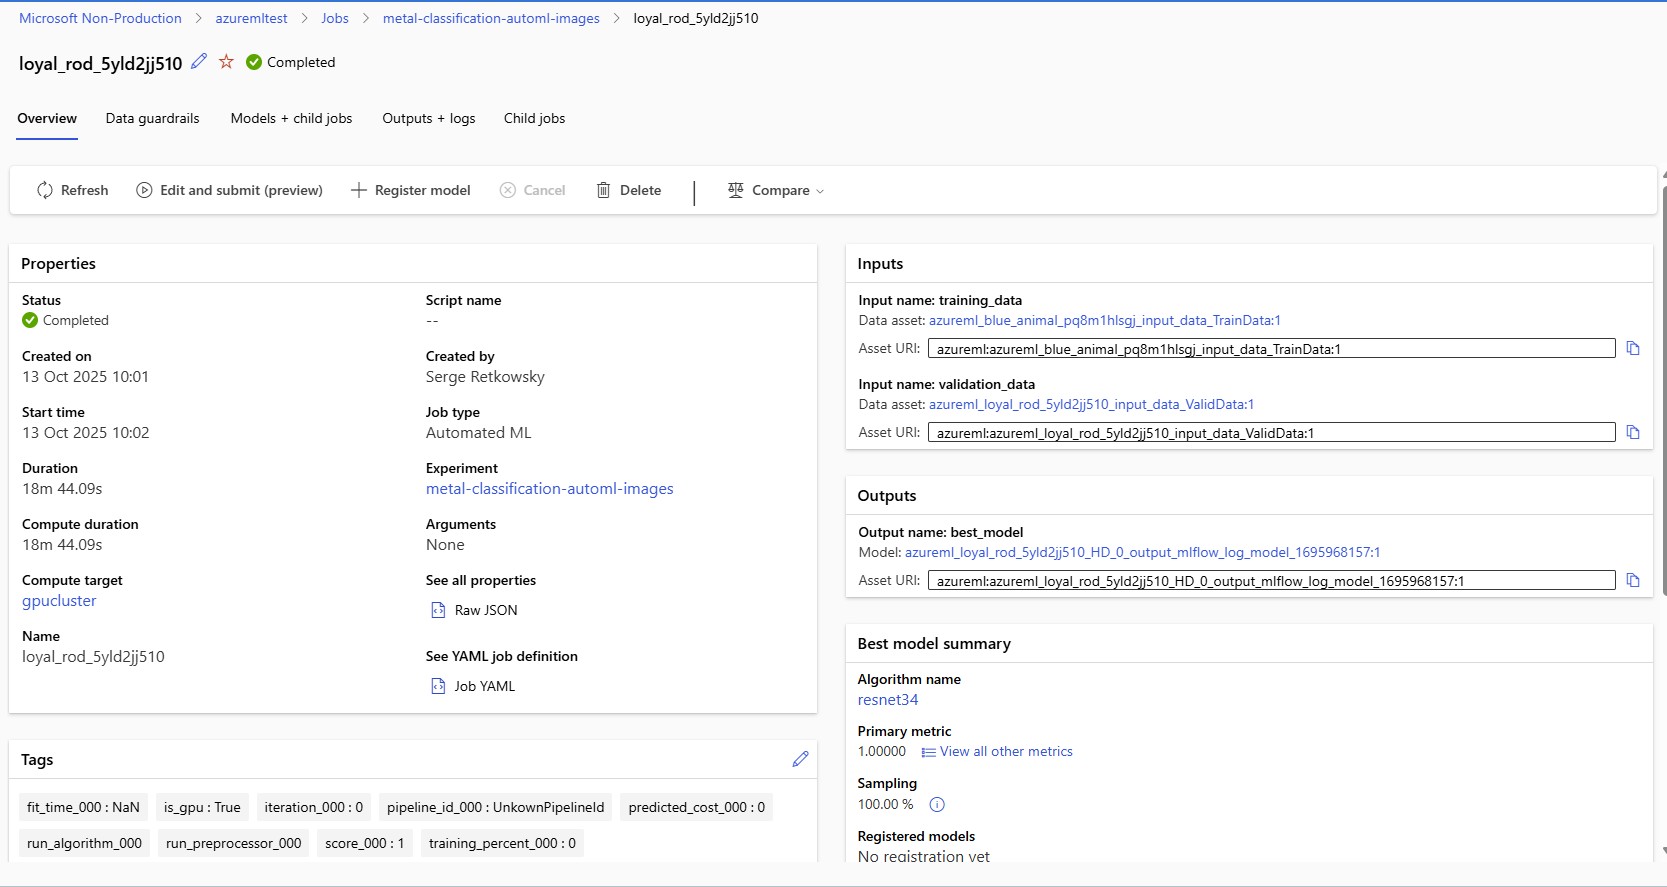 Microsoft Non-Production > azuremltest > Jobs > metal-classification-automl-images > loyal_rod_5yld2jj510
loyal_rod_5yld2jj510 Completed
Overview Data guardrails Models + child jobs Outputs + logs Child jobs
Refresh Edit and submit (preview) Register model Cancel Delete Compare
Properties
Status
Completed
Created on
13 Oct 2025 10:01
Start time
13 Oct 2025 10:02
Duration
18m 44.09s
Compute duration
18m 44.09s
Compute target
gpucluster
Name
loyal_rod_5yld2jj510
Script name
--
Created by
Serge Retkowsky
Job type
Automated ML
Experiment
metal-classification-automl-images
Arguments
None
See all properties
Raw JSON
See YAML job definition
Job YAML
Tags
fit_time_000 : NaN is_gpu : True iteration_000 : 0 pipeline_id_000 : UnkownPipelineId predicted_cost_000 : 0
run_algorithm_000 run_preprocessor_000 score_000 : 1 training_percent_000 : 0
Inputs
Input name: training_data
Data asset: azureml_blue_animal_pq8m1hlsgj_input_data_TrainData:1
Asset URI: azureml:azureml_blue_animal_pq8m1hlsgj_input_data_TrainData:1
Input name: validation_data
Data asset: azureml_loyal_rod_5yld2jj510_input_data_ValidData:1
Asset URI: azureml:azureml_loyal_rod_5yld2jj510_input_data_ValidData:1
Outputs
Output name: best_model
Model: azureml_loyal_rod_5yld2jj510_HD_0_output_mlflow_log_model_1695968157:1
Asset URI: azureml:azureml_loyal_rod_5yld2jj510_HD_0_output_mlflow_log_model_1695968157:1
Best model summary
Algorithm name
resnet34
Primary metric
1.00000 View all other metrics
Sampling
100.00 %
Registered models
No registration yet